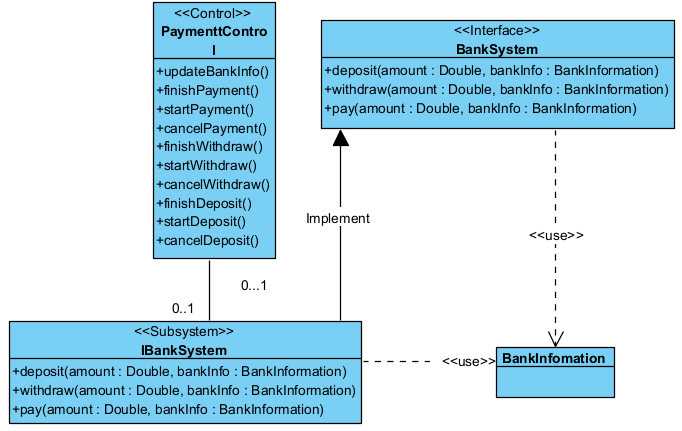 <<Control>>
PaymenttContro
l
+updateBankInfo()
+finishPayment()
+startPayment()
+cancelPayment()
+finishWithdraw()
+startWithdraw()
+cancelWithdraw()
+finishDeposit()
+startDeposit()
+cancelDeposit()
<<Interface>>
BankSystem
+deposit(amount : Double, bankInfo : BankInformation)
+withdraw(amount : Double, bankInfo : BankInformation)
+pay(amount : Double, bankInfo : BankInformation)
Implement
<<use>>
0...1
0..1
<<Subsystem>>
IBankSystem
+deposit(amount : Double, bankInfo : BankInformation)
+withdraw(amount : Double, bankInfo : BankInformation)
+pay(amount : Double, bankInfo : BankInformation)
<<use>>
BankInfomation